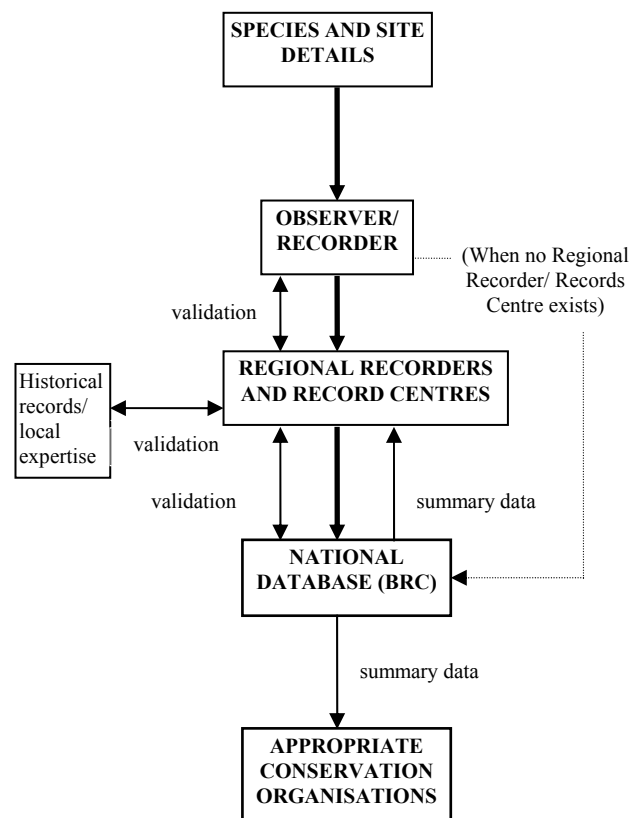 SPECIES AND SITE
DETAILS
OBSERVER/
RECORDER
(When no Regional
Recorder/ Records
Centre exists)
validation
REGIONAL RECORDERS
AND RECORD CENTRES
Historical
records/
local
expertise
validation
validation
summary data
NATIONAL
DATABASE (BRC)
summary data
APPROPRIATE
CONSERVATION
ORGANISATIONS